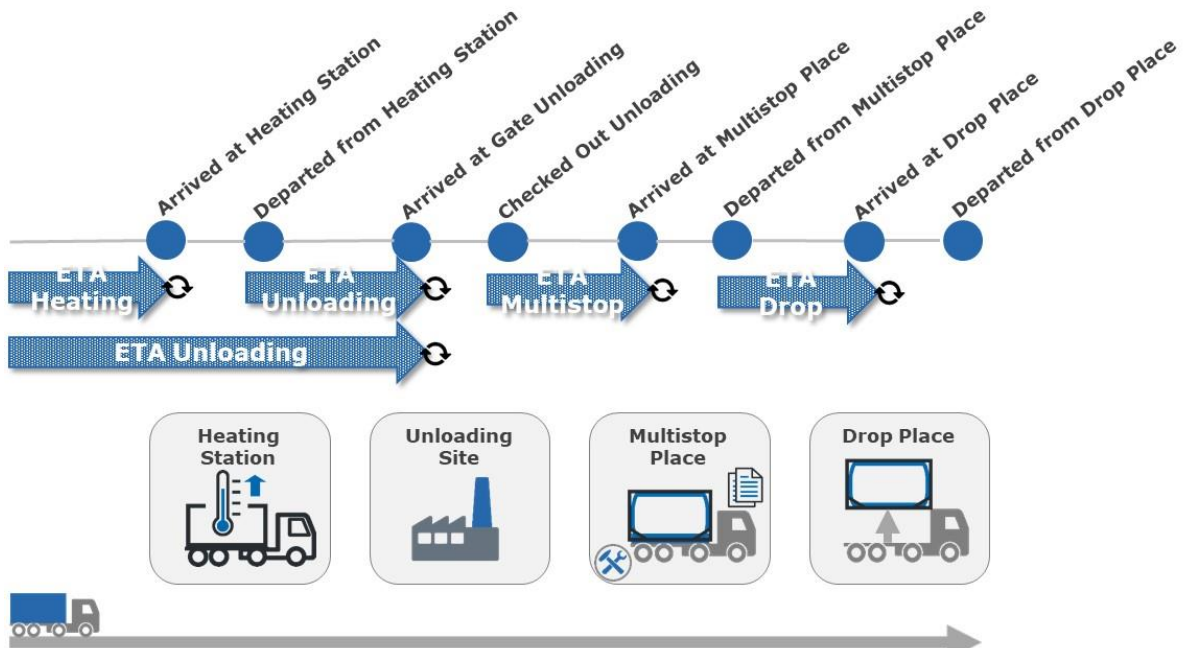 Arrived at Heating Station
Departed from Heating Station
Arrived at Gate Unloading
Checked Out Unloading
Arrived at Multistop Place
Departed from Multistop Place
Arrived at Drop Place
Departed from Drop Place
ETA
Heating
ETA
Unloading
ETA
Multistop
ETA
Drop
ETA Unloading
Heating
Station
Unloading
Site
Multistop
Place
Drop Place